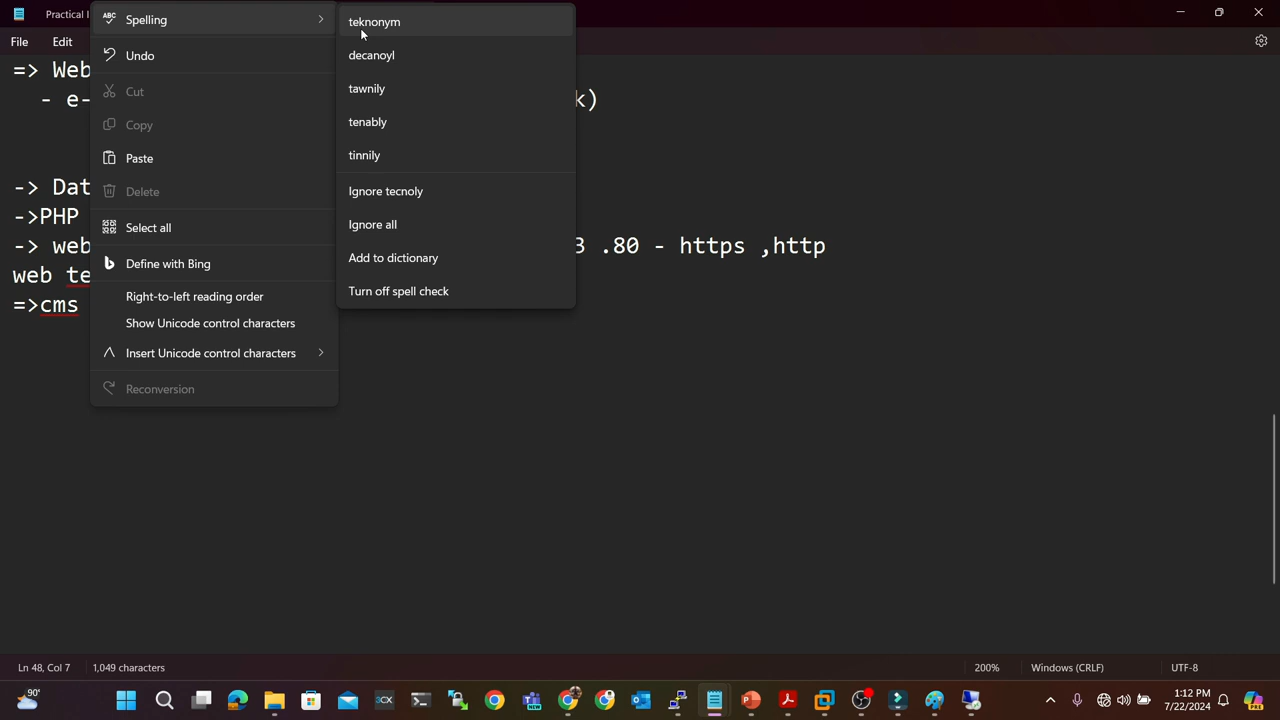 Practical
File Edit
=> Web
- e- k)
-> Dat
->PHP
-> web 3 .80 - https ,http
web te
=>cms
ABC
Spelling
Undo
Cut
Copy
Paste
Delete
Select all
Define with Bing
Right-to-left reading order
Show Unicode control characters
Insert Unicode control characters
Reconversion
teknonym
decanoyl
tawnily
tenably
tinnily
Ignore tecnoly
Ignore all
Add to dictionary
Turn off spell check
Ln 48, Col 7 1,049 characters 200% Windows (CRLF) UTF-8
90°
1:12 PM
7/22/2024